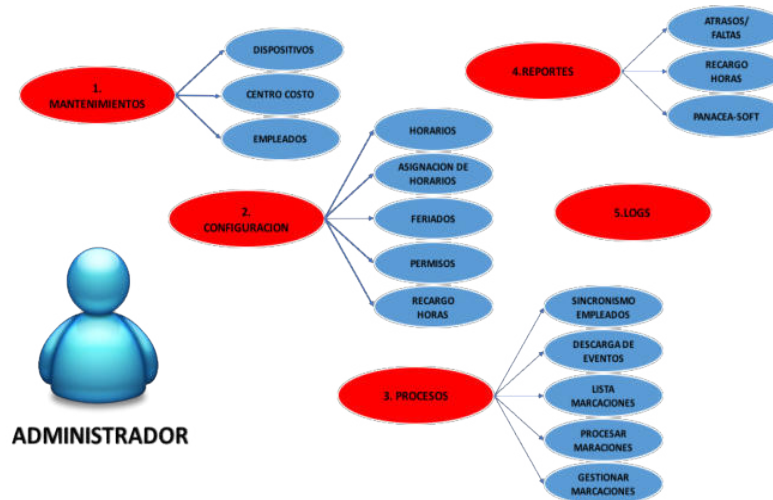 1.
MANTENIMIENTOS
DISPOSITIVOS
CENTRO COSTO
EMPLEADOS
4.REPORTES
ATRASOS/
FALTAS
RECARGO
HORAS
PANACEA-SOFT
2.
CONFIGURACION
HORARIOS
ASIGNACION DE
HORARIOS
FERIADOS
PERMISOS
RECARGO
HORAS
5.LOGS
3. PROCESOS
SINCRONISMO
EMPLEADOS
DESCARGA DE
EVENTOS
LISTA
MARCACIONES
PROCESAR
MARACIONES
GESTIONAR
MARCACIONES
ADMINISTRADOR